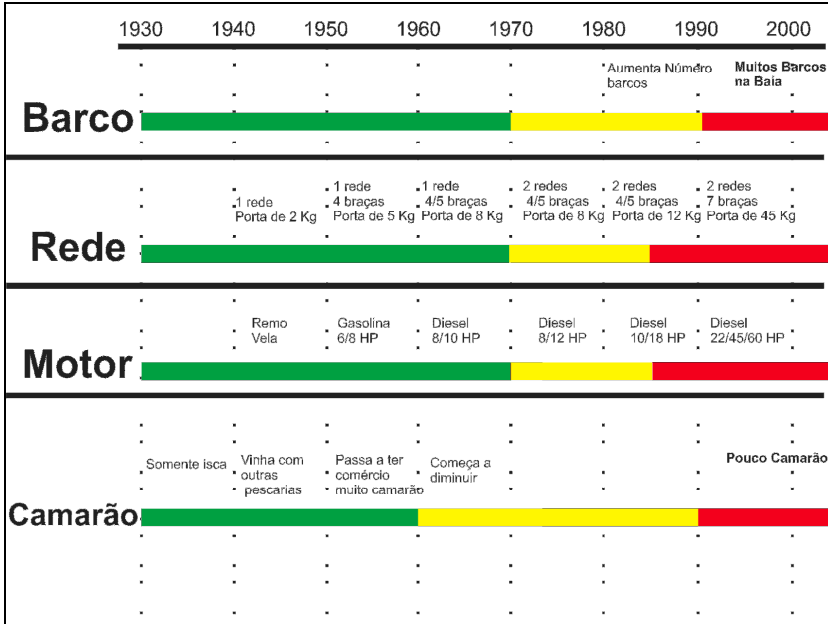 1930 1940 1950 1960 1970 1980 1990 2000
Aumenta Número
barcos
Muitos Barcos
na Baia
Barco
1 rede
Porta de 2 Kg
1 rede
4 braças
Porta de 5 Kg
1 rede
4/5 braças
Porta de 8 Kg
2 redes
4/5 braças
Porta de 8 Kg
2 redes
4/5 braças
Porta de 12 Kg
2 redes
7 braças
Porta de 45 Kg
Rede
Remo
Vela
Gasolina
6/8 HP
Diesel
8/10 HP
Diesel
8/12 HP
Diesel
10/18 HP
Diesel
22/45/60 HP
Motor
Somente isca
Vinha com
outras
pescarias
Passa a ter
comércio
muito camarão
Começa a
diminuir
Pouco Camarão
Camarão